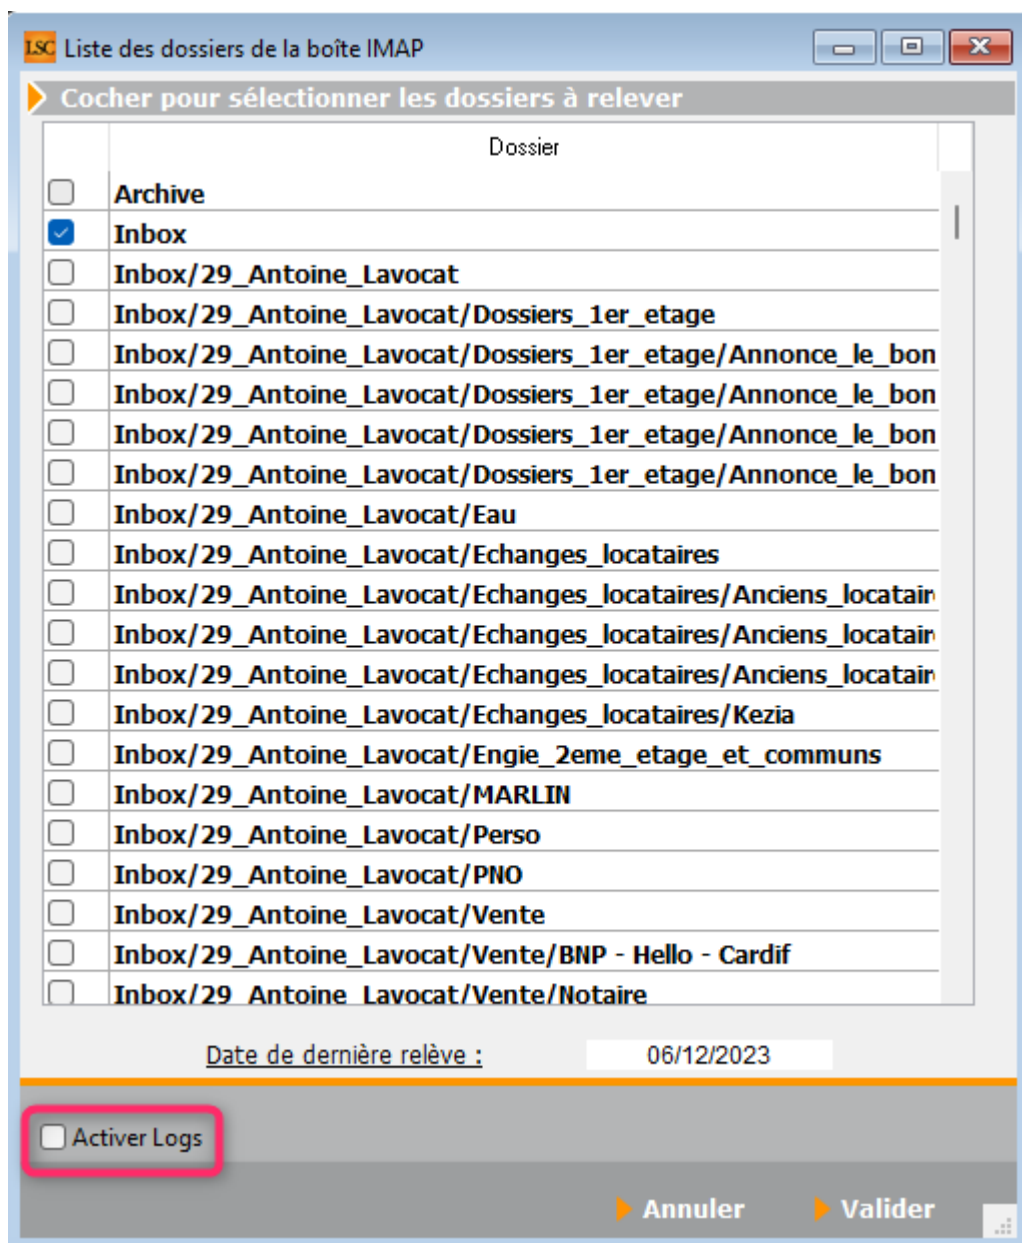 LSC Liste des dossiers de la boîte IMAP
Cocher pour sélectionner les dossiers à relever
Dossier
Archive
Inbox
Inbox/29_Antoine_Lavocat
Inbox/29_Antoine_Lavocat/Dossiers_1er_etage
Inbox/29_Antoine_Lavocat/Dossiers_1er_etage/Annonce_le_bon
Inbox/29_Antoine_Lavocat/Dossiers_1er_etage/Annonce_le_bon
Inbox/29_Antoine_Lavocat/Dossiers_1er_etage/Annonce_le_bon
Inbox/29_Antoine_Lavocat/Dossiers_1er_etage/Annonce_le_bon
Inbox/29_Antoine_Lavocat/Eau
Inbox/29_Antoine_Lavocat/Echanges_locataires
Inbox/29_Antoine_Lavocat/Echanges_locataires/Anciens_locatair
Inbox/29_Antoine_Lavocat/Echanges_locataires/Anciens_locatair
Inbox/29_Antoine_Lavocat/Echanges_locataires/Anciens_locatair
Inbox/29_Antoine_Lavocat/Echanges_locataires/Kezia
Inbox/29_Antoine_Lavocat/Engie_2eme_etage_et_communs
Inbox/29_Antoine_Lavocat/MARLIN
Inbox/29_Antoine_Lavocat/Perso
Inbox/29_Antoine_Lavocat/PNO
Inbox/29_Antoine_Lavocat/Vente
Inbox/29_Antoine_Lavocat/Vente/BNP - Hello - Cardif
Inbox/29_Antoine_Lavocat/Vente/Notaire
Date de dernière relève : 06/12/2023
Activer Logs
Annuler Valider